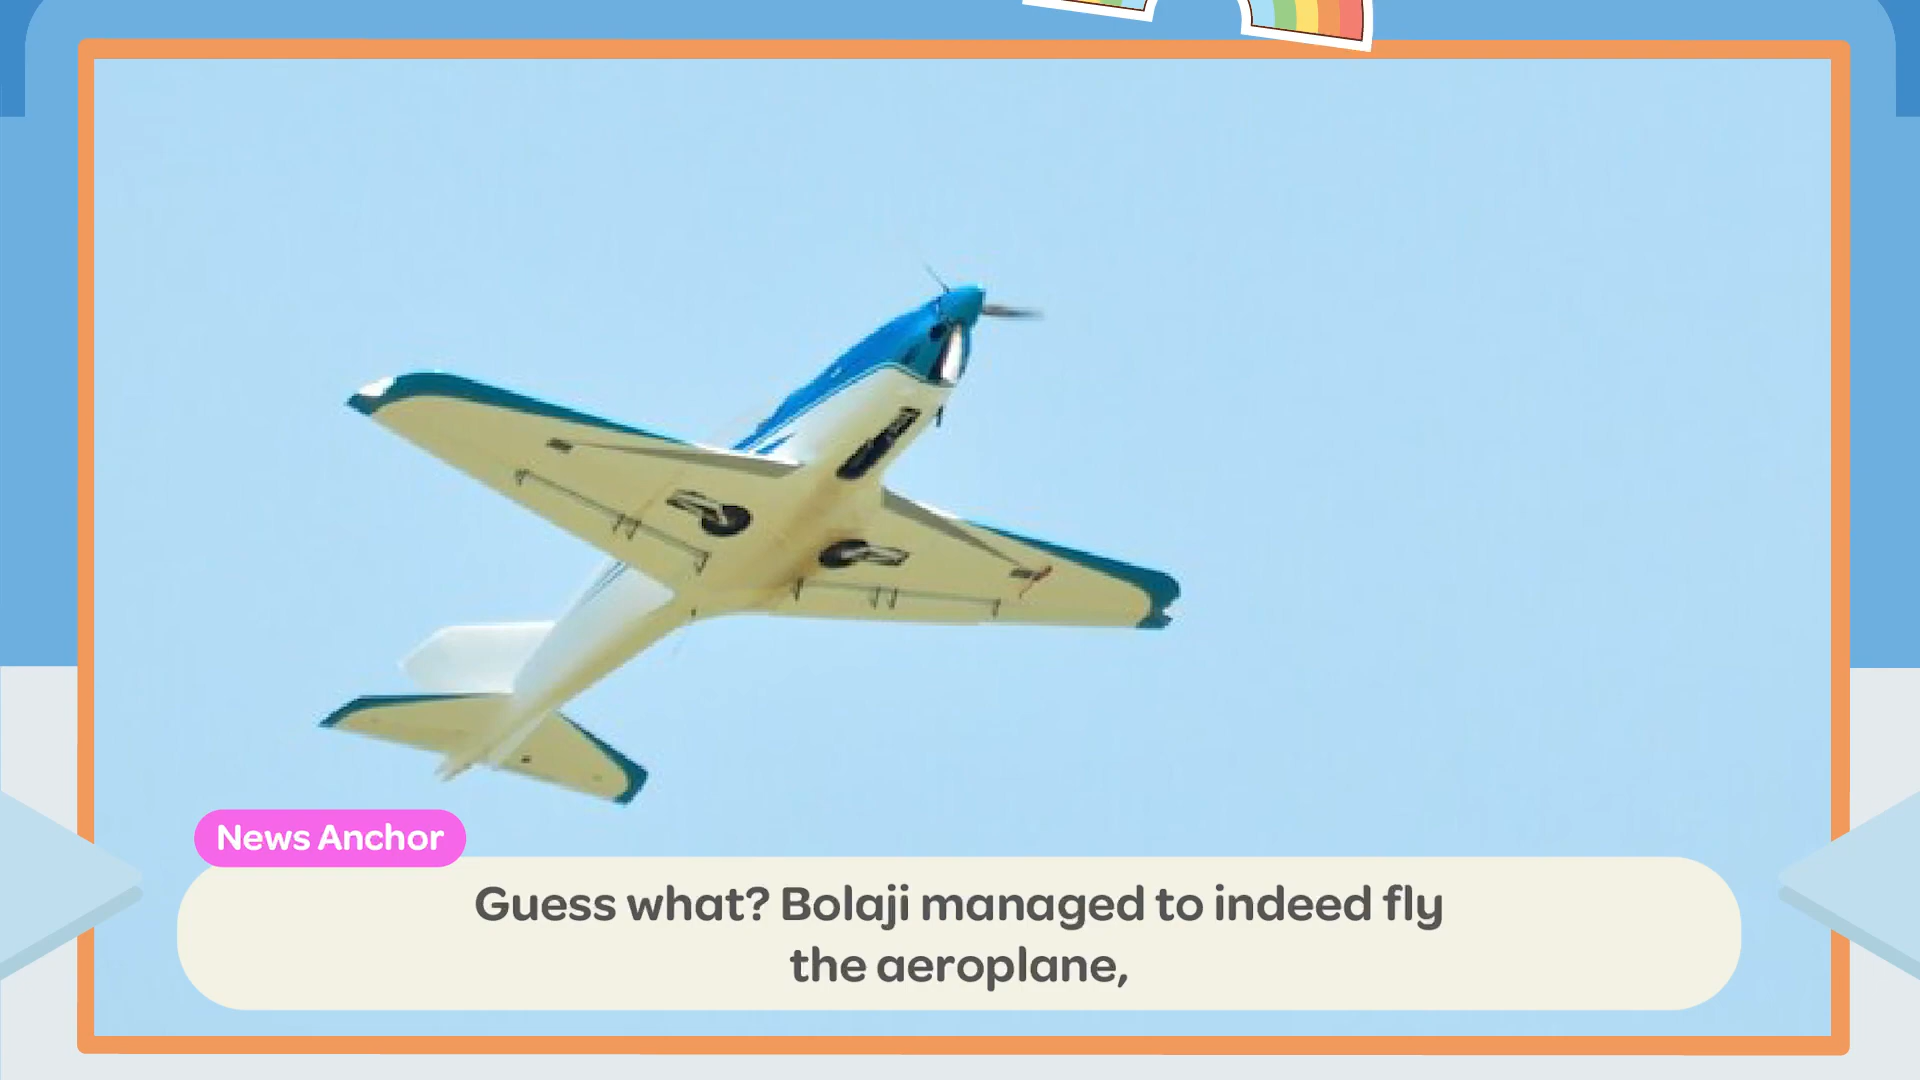 News Anchor
Guess what? Bolaji managed to indeed fly
the aeroplane,